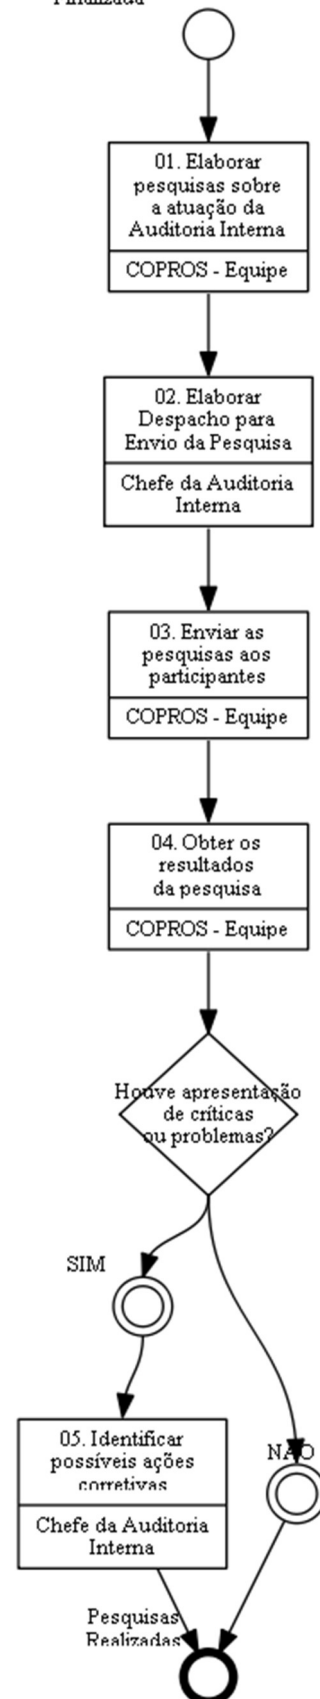 Finalizada
01. Elaborar
pesquisas sobre
a atuação da
Auditoria Interna
COPROS - Equipe
02. Elaborar
Despacho para
Envio da Pesquisa
Chefe da Auditoria
Interna
03. Enviar as
pesquisas aos
participantes
COPROS - Equipe
04. Obter os
resultados
da pesquisa
COPROS - Equipe
Houve apresentação
de críticas
ou problemas?
SIM
NÃO
05. Identificar
possíveis ações
corretivas
Chefe da Auditoria
Interna
Pesquisas
Realizadas